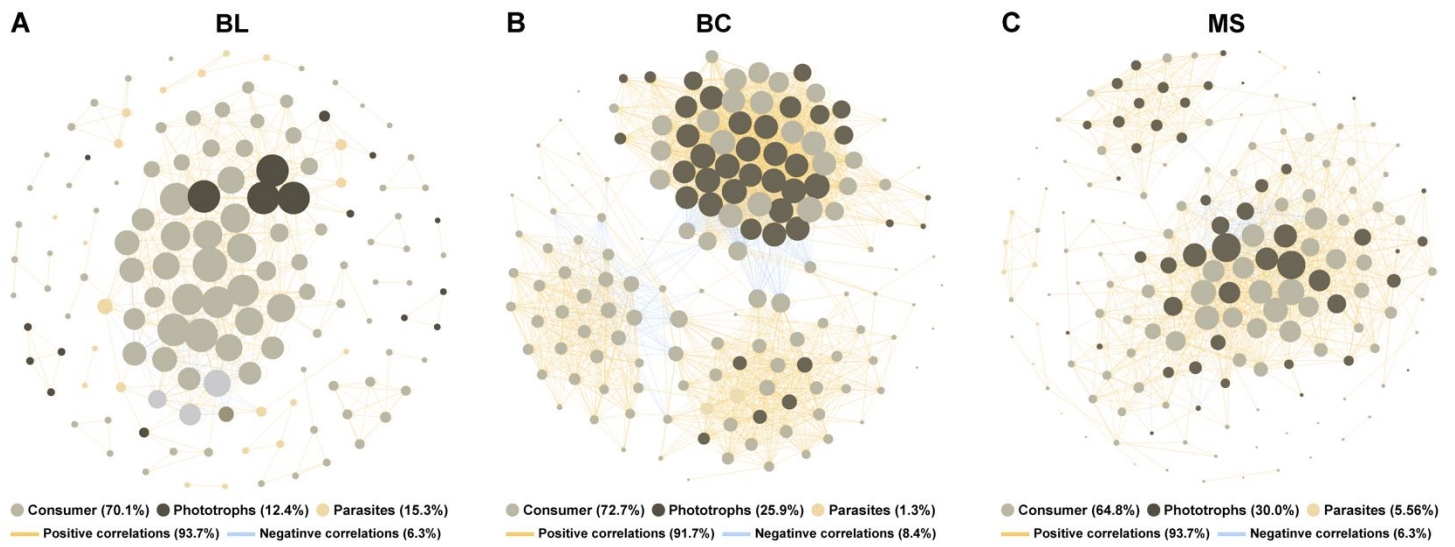 A BL
B BC
C MS
Consumer (70.1%) Phototrophs (12.4%) Parasites (15.3%)
Positive correlations (93.7%) Negatinve correlations (6.3%)
Consumer (72.7%) Phototrophs (25.9%) Parasites (1.3%)
Positive correlations (91.7%) Negatinve correlations (8.4%)
Consumer (64.8%) Phototrophs (30.0%) Parasites (5.56%)
Positive correlations (93.7%) Negatinve correlations (6.3%)